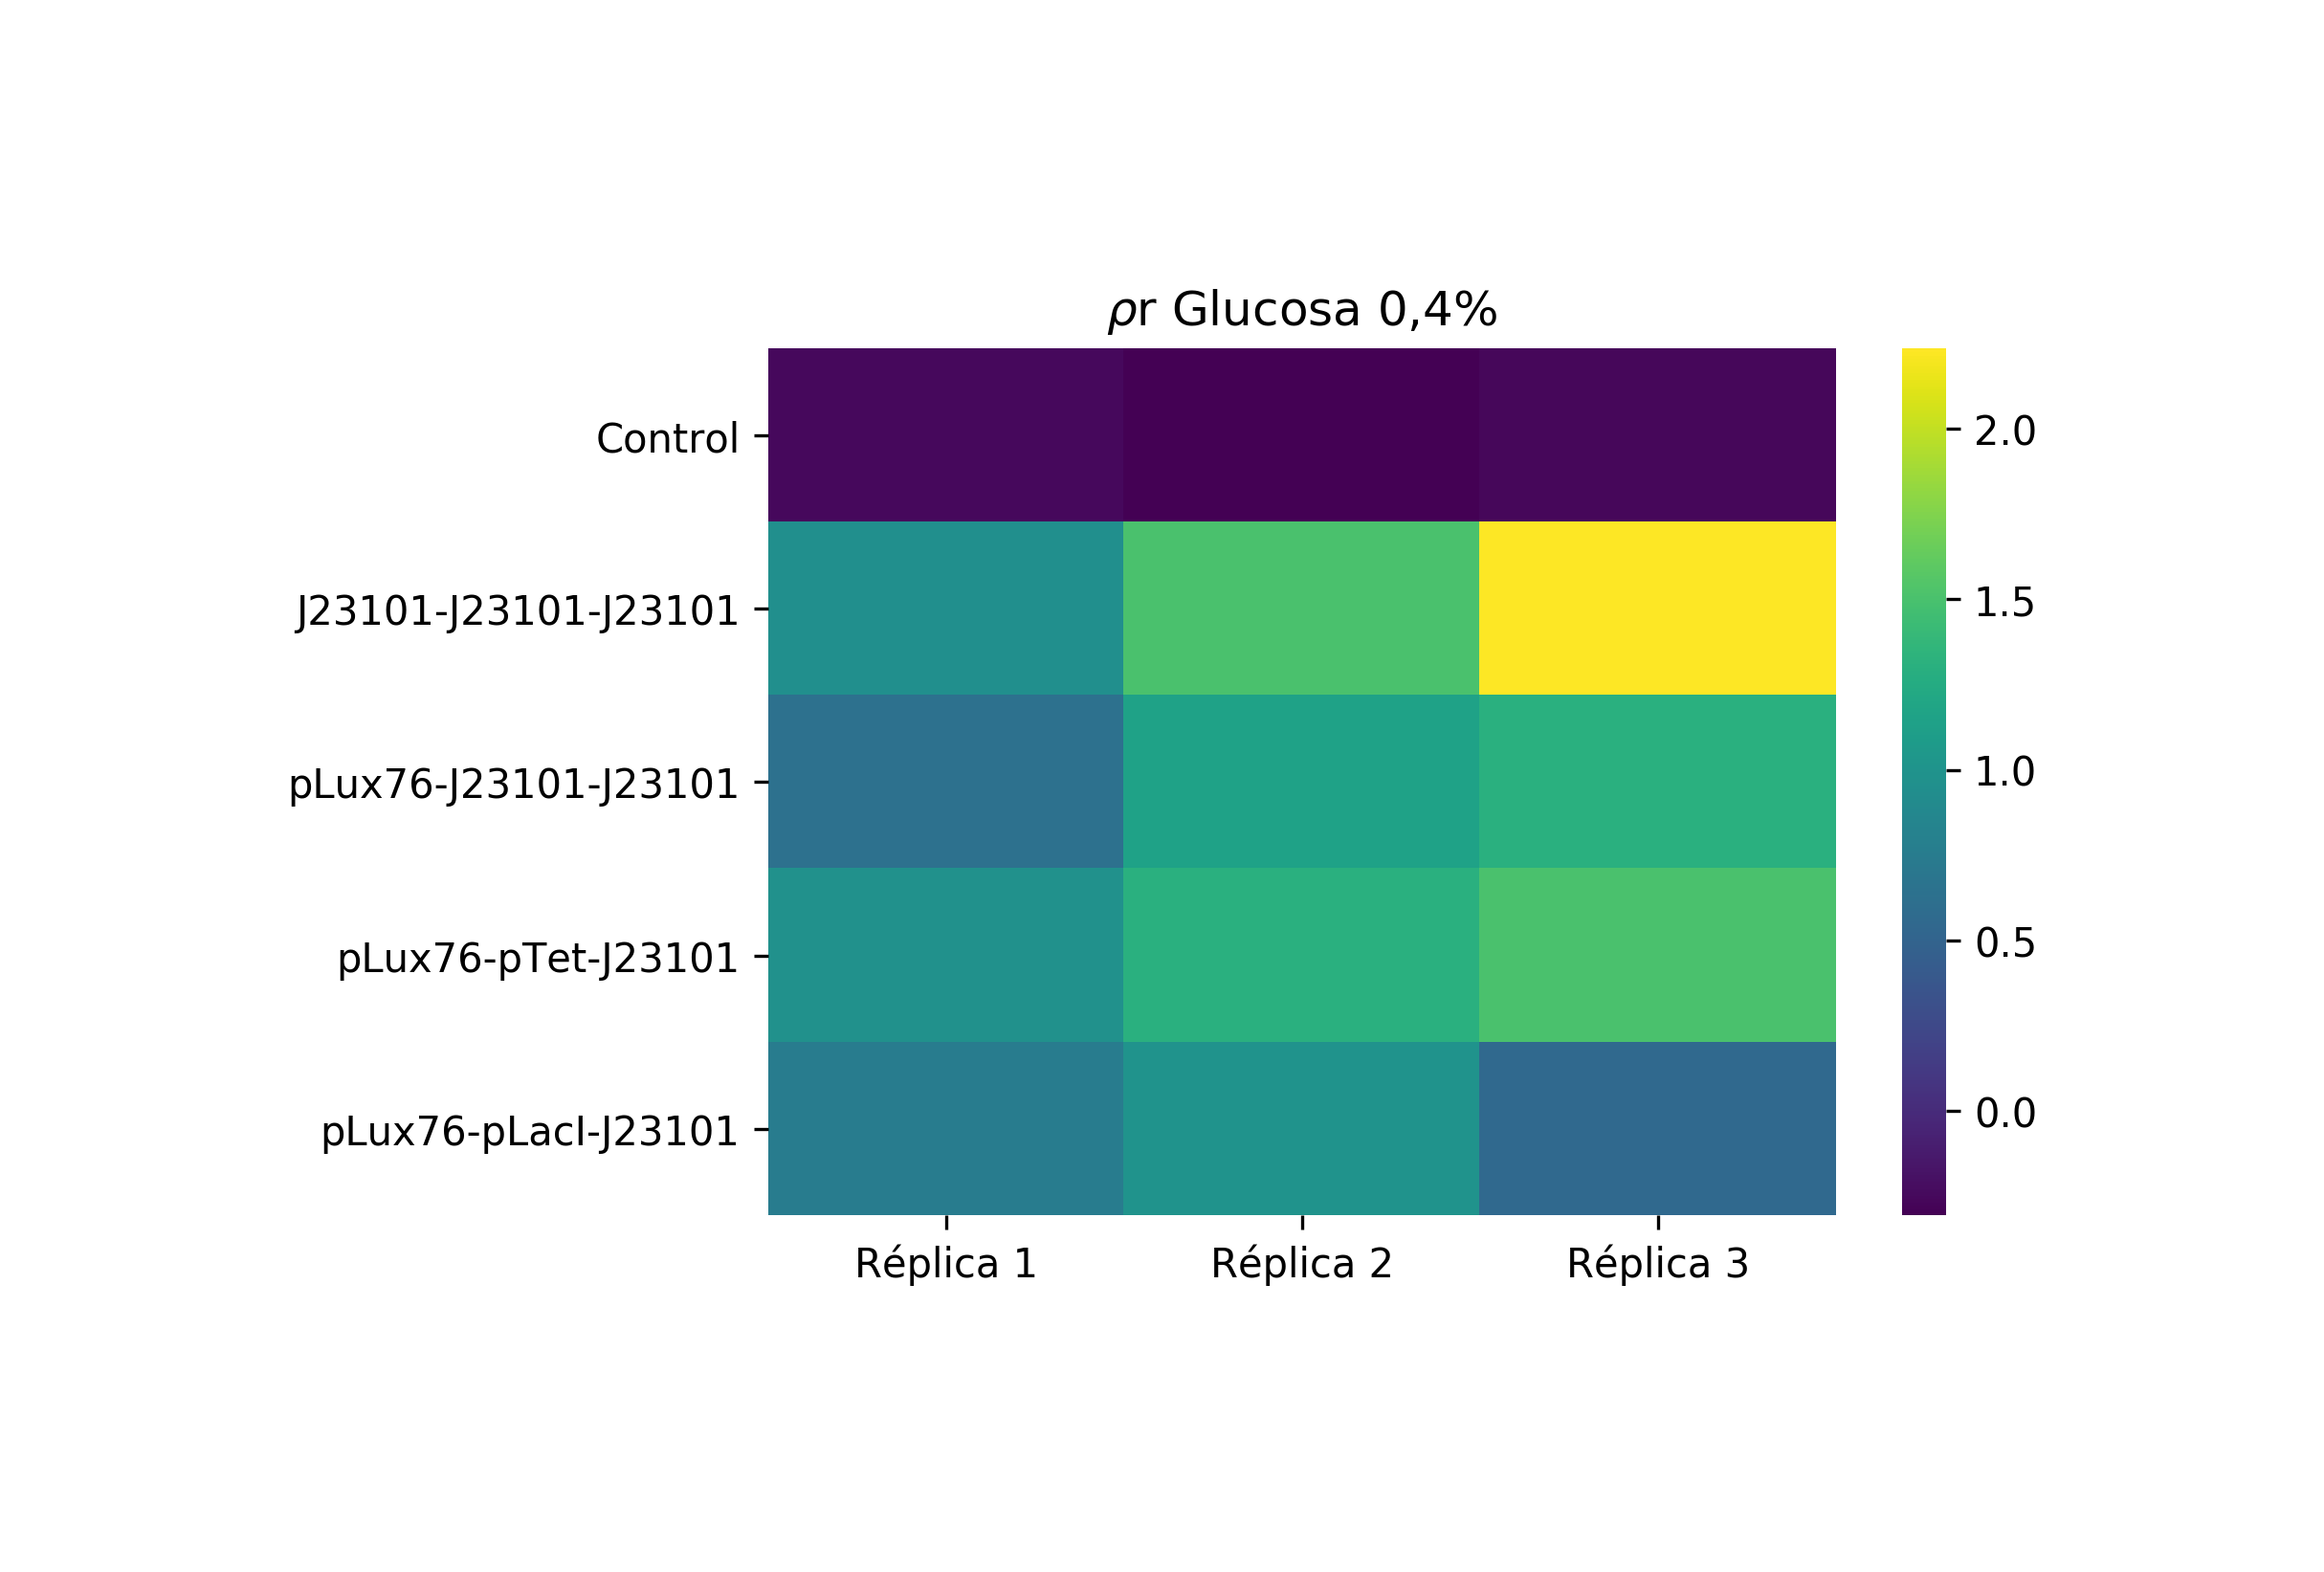 ρr Glucosa 0,4%
Control
J23101-J23101-J23101
pLux76-J23101-J23101
pLux76-pTet-J23101
pLux76-pLacI-J23101
Réplica 1
Réplica 2
Réplica 3
2.0
1.5
1.0
0.5
0.0